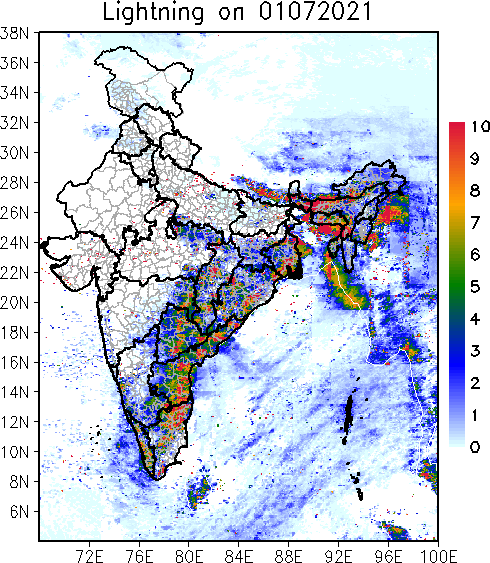 Lightning on 01072021
38N
36N
34N
32N
30N
28N
26N
24N
22N
20N
18N
16N
14N
12N
10N
8N
6N
72E 76E 80E 84E 88E 92E 96E 100E
10
9
8
7
6
5
4
3
2
1
0